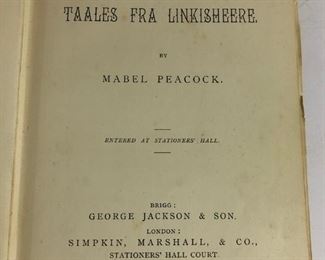 TAALES FRA LINKISHEERE.
BY
MABEL PEACOCK.
ENTERED AT STATIONERS' HALL.
BRIGG:
GEORGE JACKSON & SON.
LONDON:
SIMPKIN, MARSHALL, & CO.,
STATIONERS' HALL COURT.